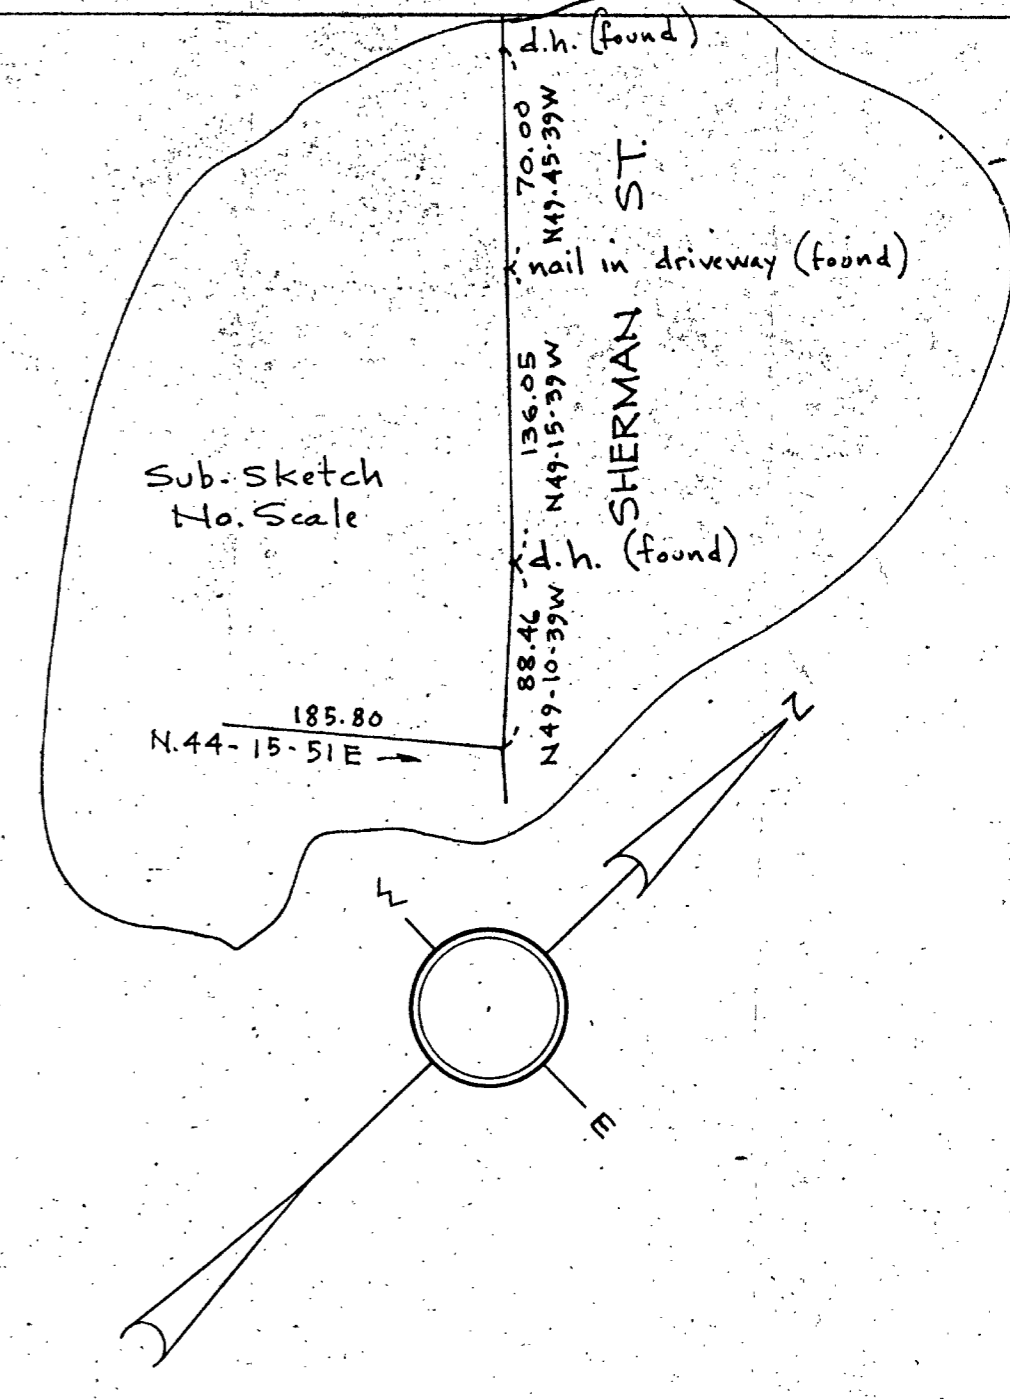 d.h. (found)
70.00
N49-45-39W
SHERMAN ST.
nail in driveway (found)
136.05
N49-15-39W
Sub-Sketch
No. Scale
d.h. (found)
88.46
N49-10-39W
185.80
N.44-15-51E
N
W
E